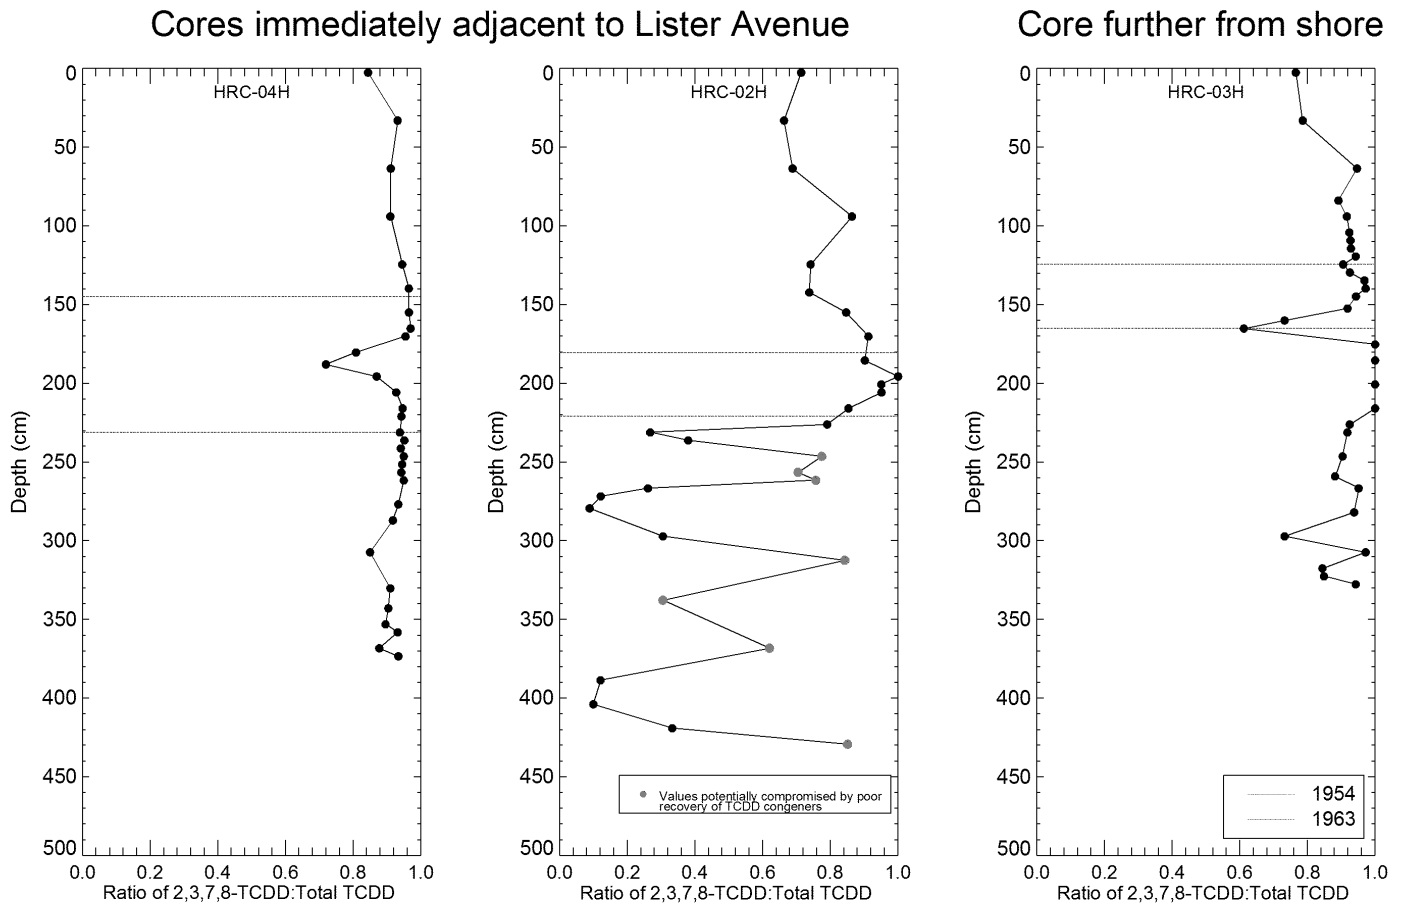 Cores immediately adjacent to Lister Avenue
Core further from shore
HRC-04H
0
50
100
150
200
250
300
350
400
450
500
Depth (cm)
0.0 0.2 0.4 0.6 0.8 1.0
Ratio of 2,3,7,8-TCDD:Total TCDD
HRC-02H
0
50
100
150
200
250
300
350
400
450
500
Depth (cm)
Values potentially compromised by poor
recovery of TCDD congeners
0.0 0.2 0.4 0.6 0.8 1.0
Ratio of 2,3,7,8-TCDD:Total TCDD
HRC-03H
0
50
100
150
200
250
300
350
400
450
500
Depth (cm)
1954
1963
0.0 0.2 0.4 0.6 0.8 1.0
Ratio of 2,3,7,8-TCDD:Total TCDD